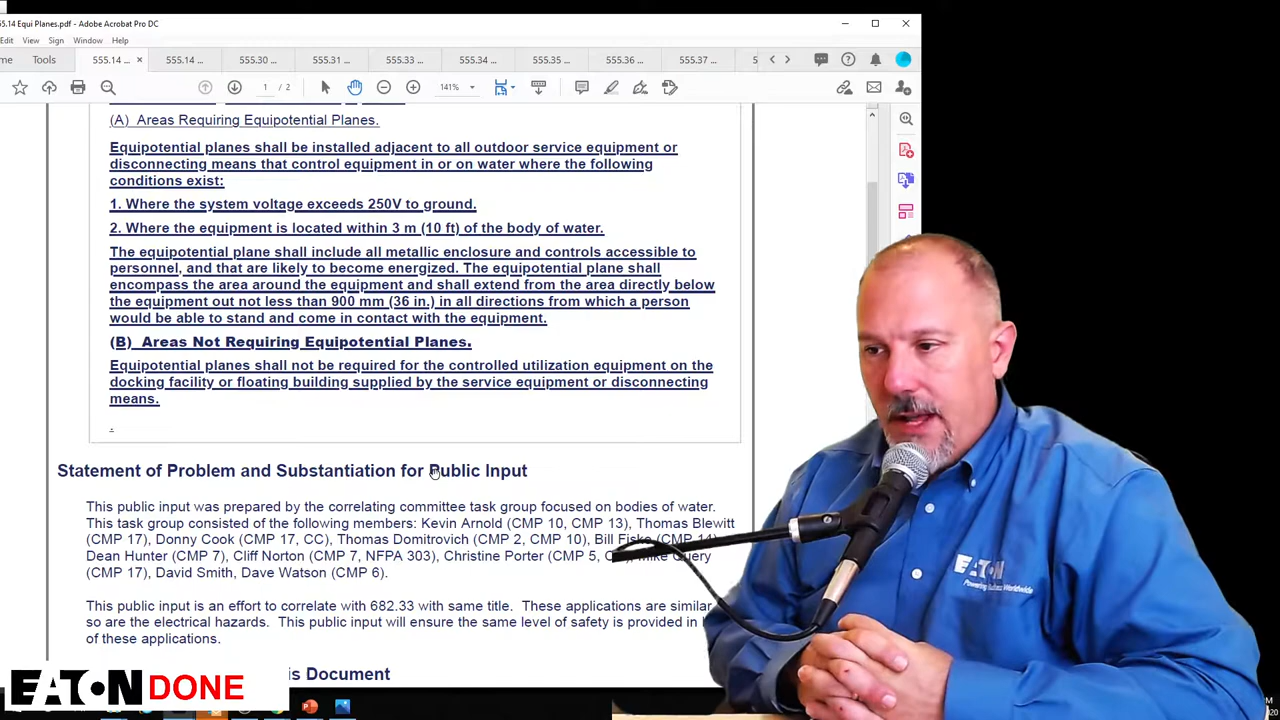 55.14 Equi Planes.pdf - Adobe Acrobat Pro DC
Edit View Sign Window Help
me Tools 555.14 ... × 555.14 ... 555.30 ... 555.31 ... 555.33 ... 555.34 ... 555.35 ... 555.36 ... 555.37 ... 5
1 / 2 141%
(A) Areas Requiring Equipotential Planes.
Equipotential planes shall be installed adjacent to all outdoor service equipment or
disconnecting means that control equipment in or on water where the following
conditions exist:
1. Where the system voltage exceeds 250V to ground.
2. Where the equipment is located within 3 m (10 ft) of the body of water.
The equipotential plane shall include all metallic enclosure and controls accessible to
personnel, and that are likely to become energized. The equipotential plane shall
encompass the area around the equipment and shall extend from the area directly below
the equipment out not less than 900 mm (36 in.) in all directions from which a person
would be able to stand and come in contact with the equipment.
(B) Areas Not Requiring Equipotential Planes.
Equipotential planes shall not be required for the controlled utilization equipment on the
docking facility or floating building supplied by the service equipment or disconnecting
means.
.
Statement of Problem and Substantiation for Public Input
This public input was prepared by the correlating committee task group focused on bodies of water.
This task group consisted of the following members: Kevin Arnold (CMP 10, CMP 13), Thomas Blewitt
(CMP 17), Donny Cook (CMP 17, CC), Thomas Domitrovich (CMP 2, CMP 10), Bill Fiske (CMP 14)
Dean Hunter (CMP 7), Cliff Norton (CMP 7, NFPA 303), Christine Porter (CMP 5, Mike Query
(CMP 17), David Smith, Dave Watson (CMP 6).
This public input is an effort to correlate with 682.33 with same title. These applications are similar
so are the electrical hazards. This public input will ensure the same level of safety is provided in
of these applications.
is Document
EATON DONE
EATON
Powering Business Worldwide